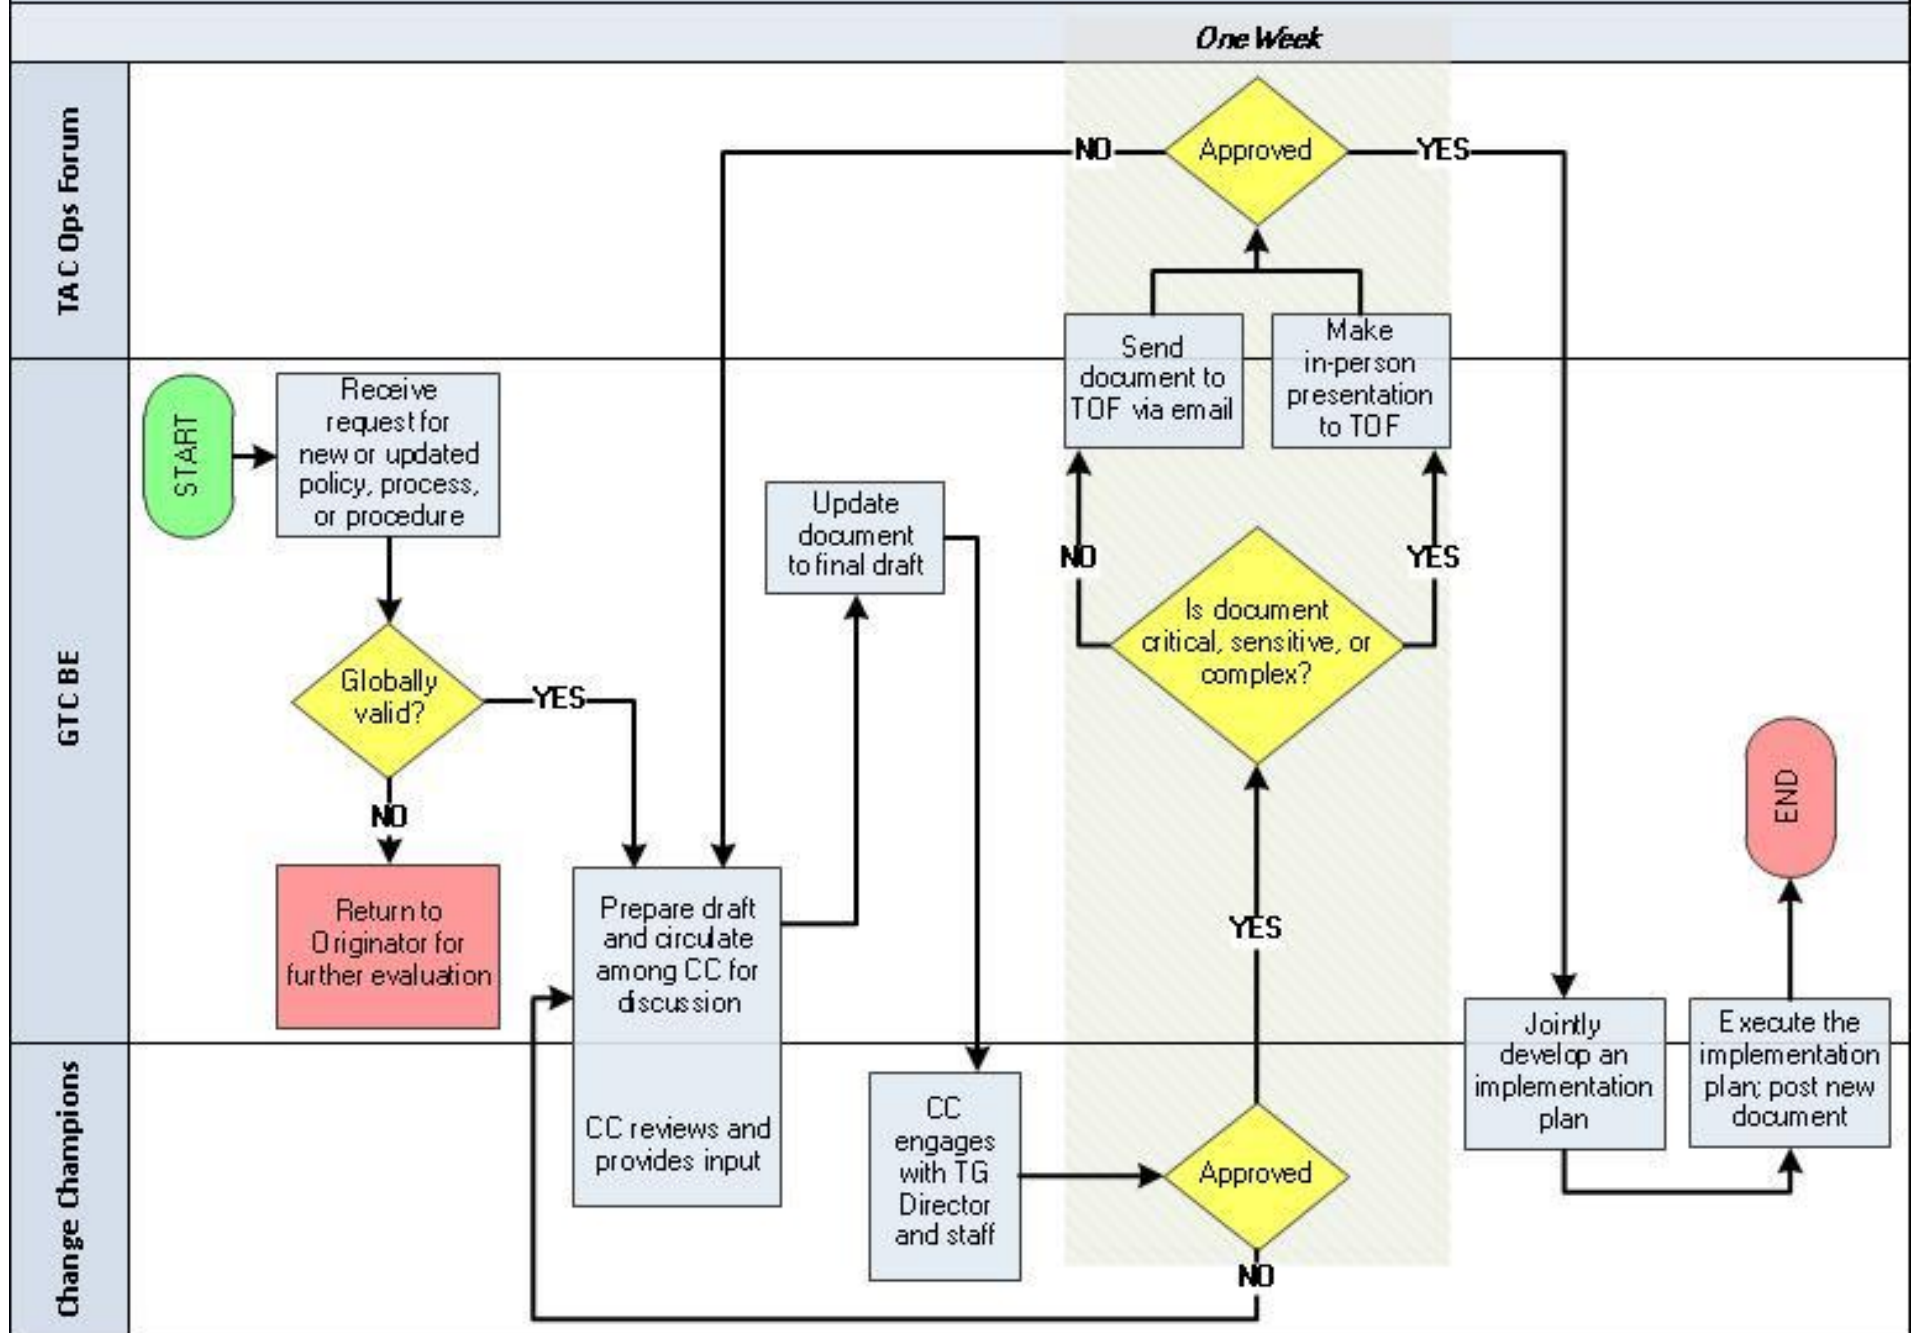 One Week
TAC Ops Forum
Approved
NO
YES
Send
document to
TOF via email
Make
in-person
presentation
to TOF
GTC BE
START
Receive
request for
new or updated
policy, process,
or procedure
Globally
valid?
YES
NO
Return to
Originator for
further evaluation
Prepare draft
and circulate
among CC for
discussion
Update
document
to final draft
NO
YES
Is document
critical, sensitive, or
complex?
YES
END
Change Champions
CC reviews and
provides input
CC
engages
with TG
Director
and staff
Approved
NO
Jointly
develop an
implementation
plan
Execute the
implementation
plan; post new
document